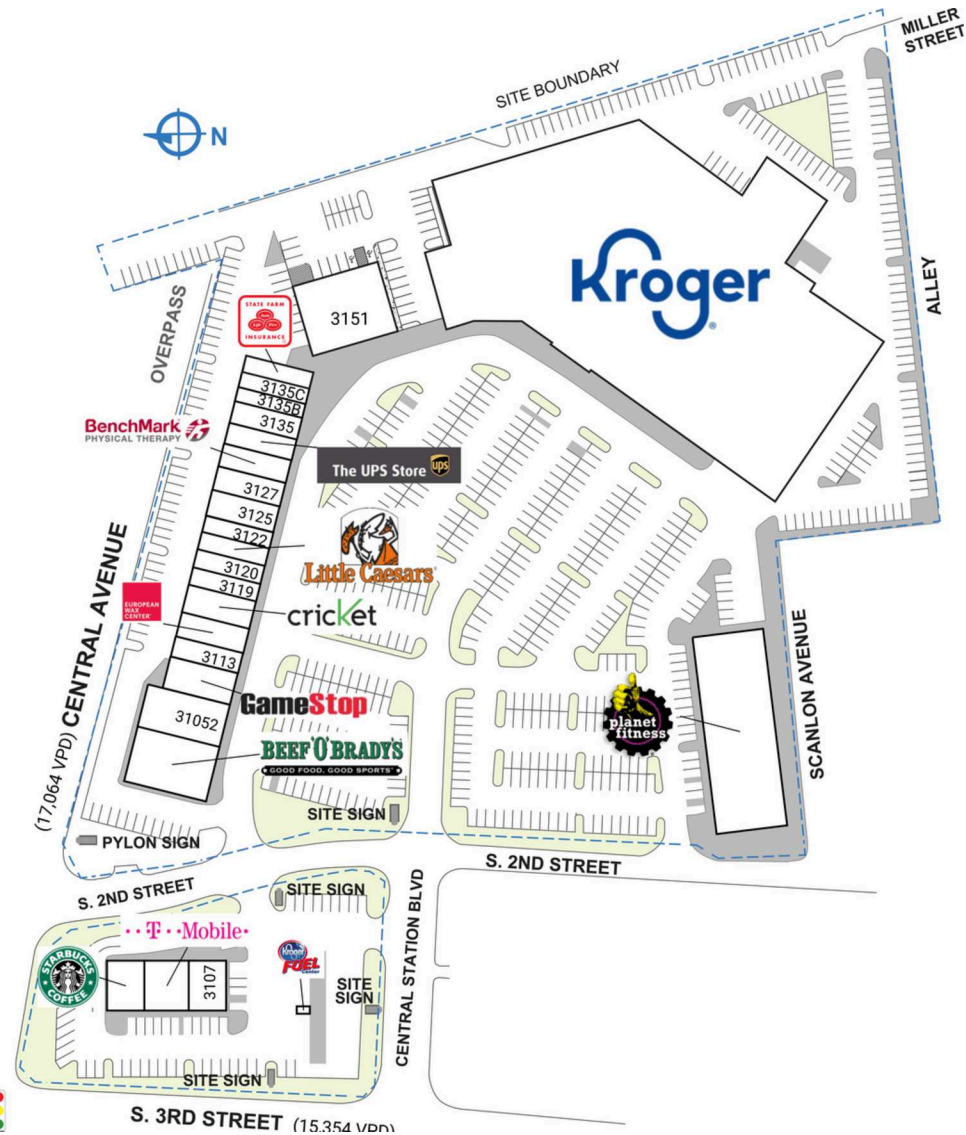 MILLER
STREET
SITE BOUNDARY
N
Kroger
ALLEY
OVERPASS
STATE FARM
INSURANCE
3151
3135C
3135B
3135
BenchMark
PHYSICAL THERAPY
The UPS Store ups
3127
3125
3122
Little Caesars
3120
3119
cricket
EUROPEAN
WAX
CENTER
3113
GameStop
31052
BEEF 'O' BRADY'S
GOOD FOOD. GOOD SPORTS
planet
fitness
SCANLON AVENUE
(17,064 VPD) CENTRAL AVENUE
SITE SIGN
PYLON SIGN
S. 2ND STREET
S. 2ND STREET
SITE SIGN
T Mobile
STARBUCKS
COFFEE
3107
Kroger
FUEL
Center
SITE
SIGN
CENTRAL STATION BLVD
SITE SIGN
S. 3RD STREET (15,354 VPD)